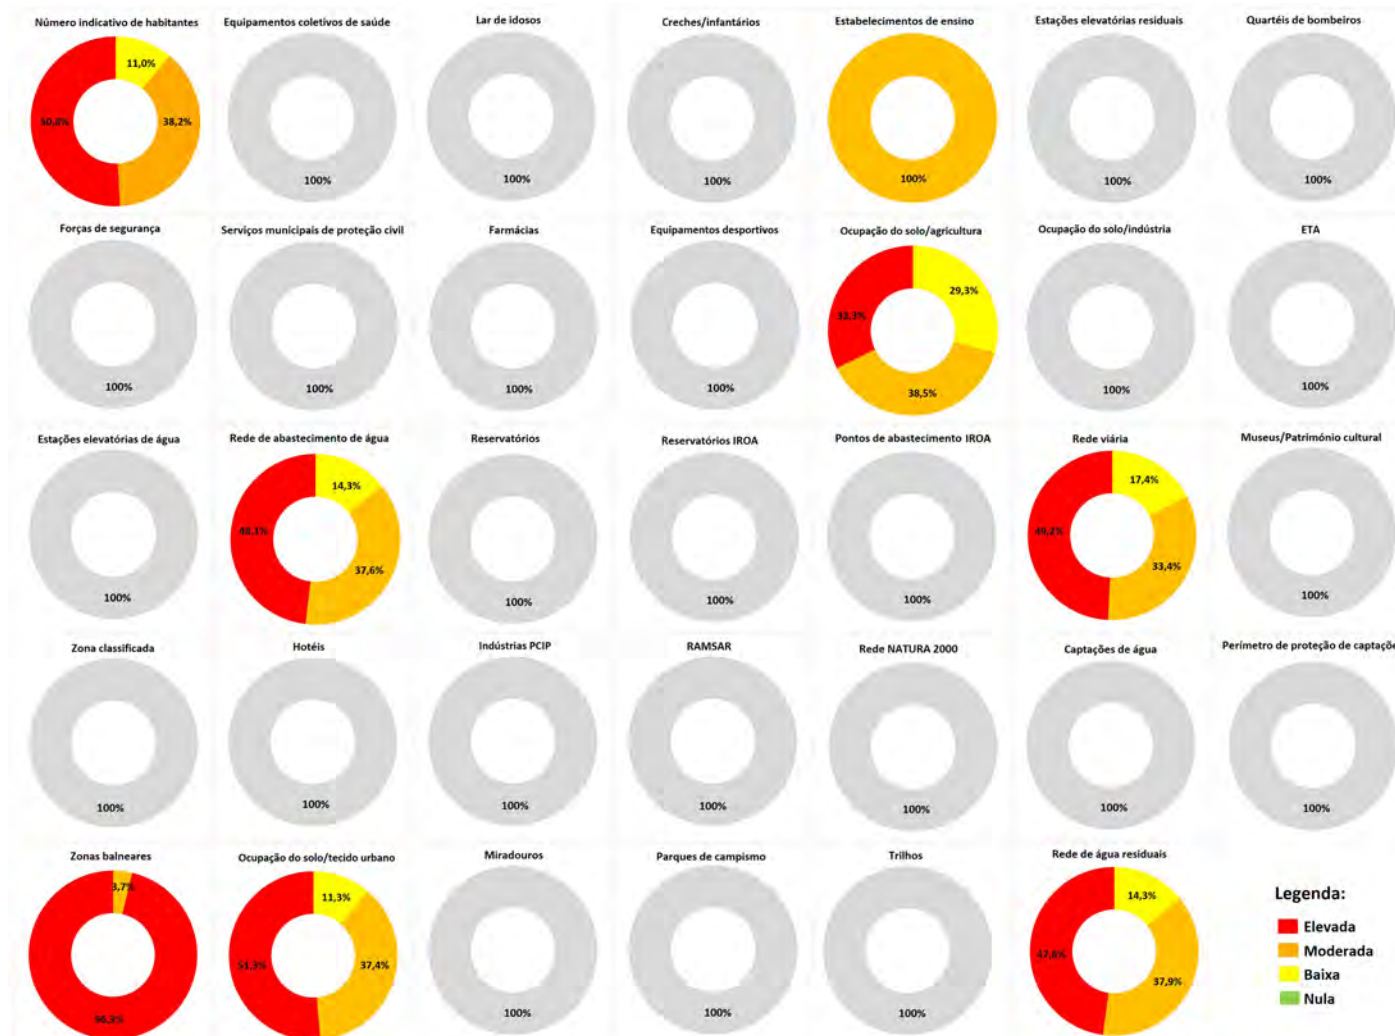 Número indicativo de habitantes
11,0%
50,8%
38,2%
Equipamentos coletivos de saúde
100%
Lar de idosos
100%
Creches/infantários
100%
Estabelecimentos de ensino
100%
Estações elevatórias residuais
100%
Quartéis de bombeiros
100%
Forças de segurança
100%
Serviços municipais de proteção civil
100%
Farmácias
100%
Equipamentos desportivos
100%
Ocupação do solo/agricultura
29,3%
32,3%
38,5%
Ocupação do solo/indústria
100%
ETA
100%
Estações elevatórias de água
100%
Rede de abastecimento de água
14,3%
48,1%
37,6%
Reservatórios
100%
Reservatórios IROA
100%
Pontos de abastecimento IROA
100%
Rede viária
17,4%
49,2%
33,4%
Museus/Património cultural
100%
Zona classificada
100%
Hotéis
100%
Indústrias PCIP
100%
RAMSAR
100%
Rede NATURA 2000
100%
Captações de água
100%
Perímetro de proteção de captaçõe
100%
Zonas balneares
3,7%
96,3%
Ocupação do solo/tecido urbano
11,3%
51,3%
37,4%
Miradouros
100%
Parques de campismo
100%
Trilhos
100%
Rede de água residuais
14,3%
47,8%
37,9%
Legenda:
Elevada
Moderada
Baixa
Nula